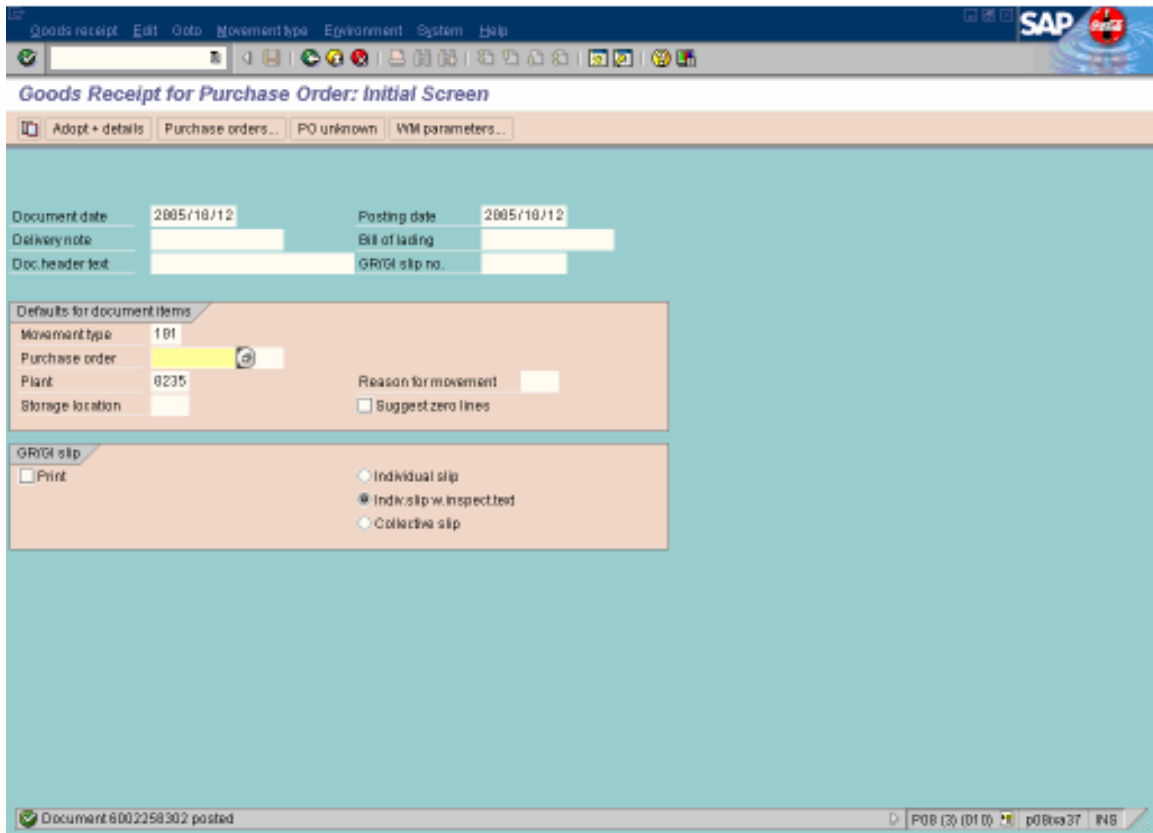 Goods receipt Edit Goto Movement type Environment System Help
SAP
Goods Receipt for Purchase Order: Initial Screen
Adopt + details Purchase orders... PO unknown WM parameters...
Document date 2005/10/12 Posting date 2005/10/12
Delivery note Bill of lading
Doc.header text GR/GI slip no.
Defaults for document items
Movement type 101
Purchase order
Plant 0235 Reason for movement
Storage location Suggest zero lines
GR/GI slip
Print Individual slip
Indiv.slip w.inspect.text
Collective slip
Document 6002258302 posted P08 (3) (010) INS